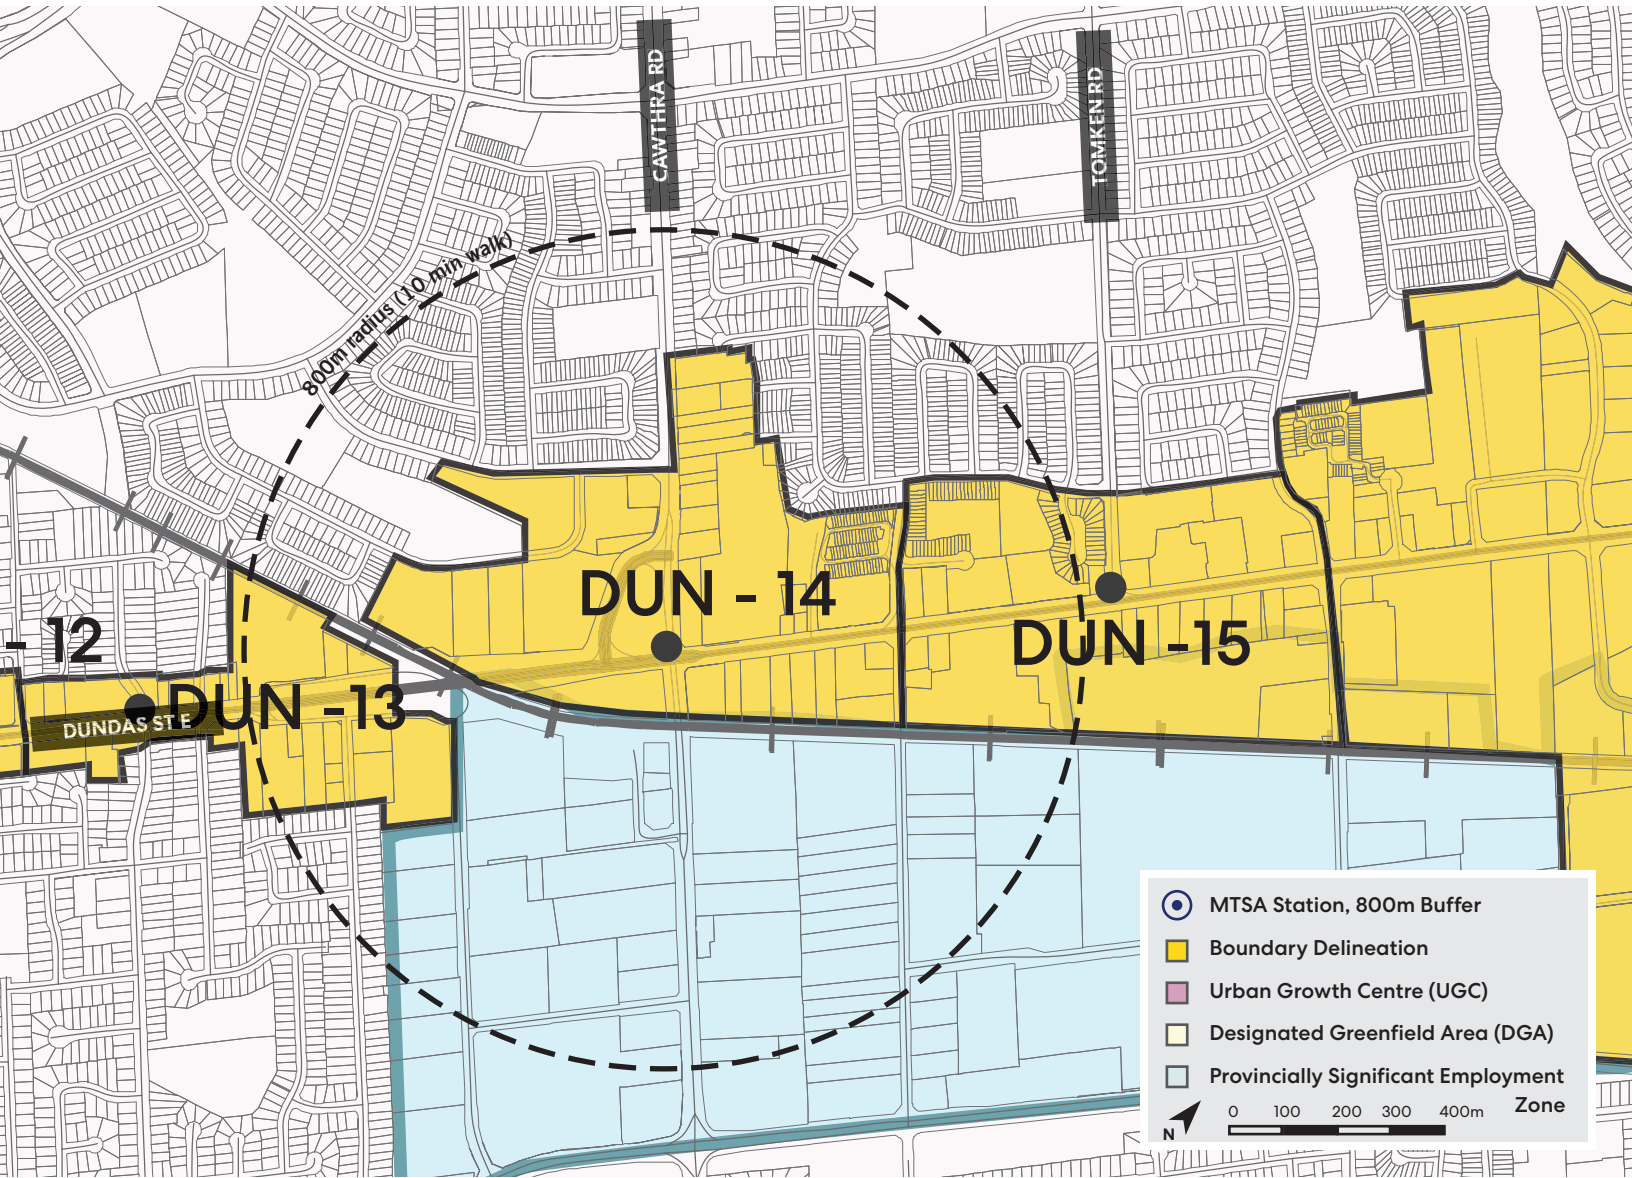 CAWTHRA RD
TOMKEN RD
800m radius (10 min walk)
DUN - 14
- 12
DUN -15
DUN -13
DUNDAS ST E
MTSA Station, 800m Buffer
Boundary Delineation
Urban Growth Centre (UGC)
Designated Greenfield Area (DGA)
Provincially Significant Employment
Zone
N
0 100 200 300 400m